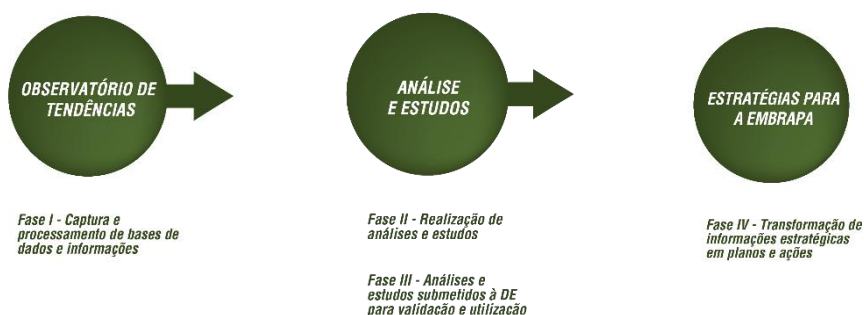 OBSERVATÓRIO DE
TENDÊNCIAS
ANÁLISE
E ESTUDOS
ESTRATÉGIAS PARA
A EMBRAPA
Fase I - Captura e
processamento de bases de
dados e informações
Fase II - Realização de
análises e estudos
Fase III - Análises e
estudos submetidos à DE
para validação e utilização
Fase IV - Transformação de
informações estratégicas
em planos e ações